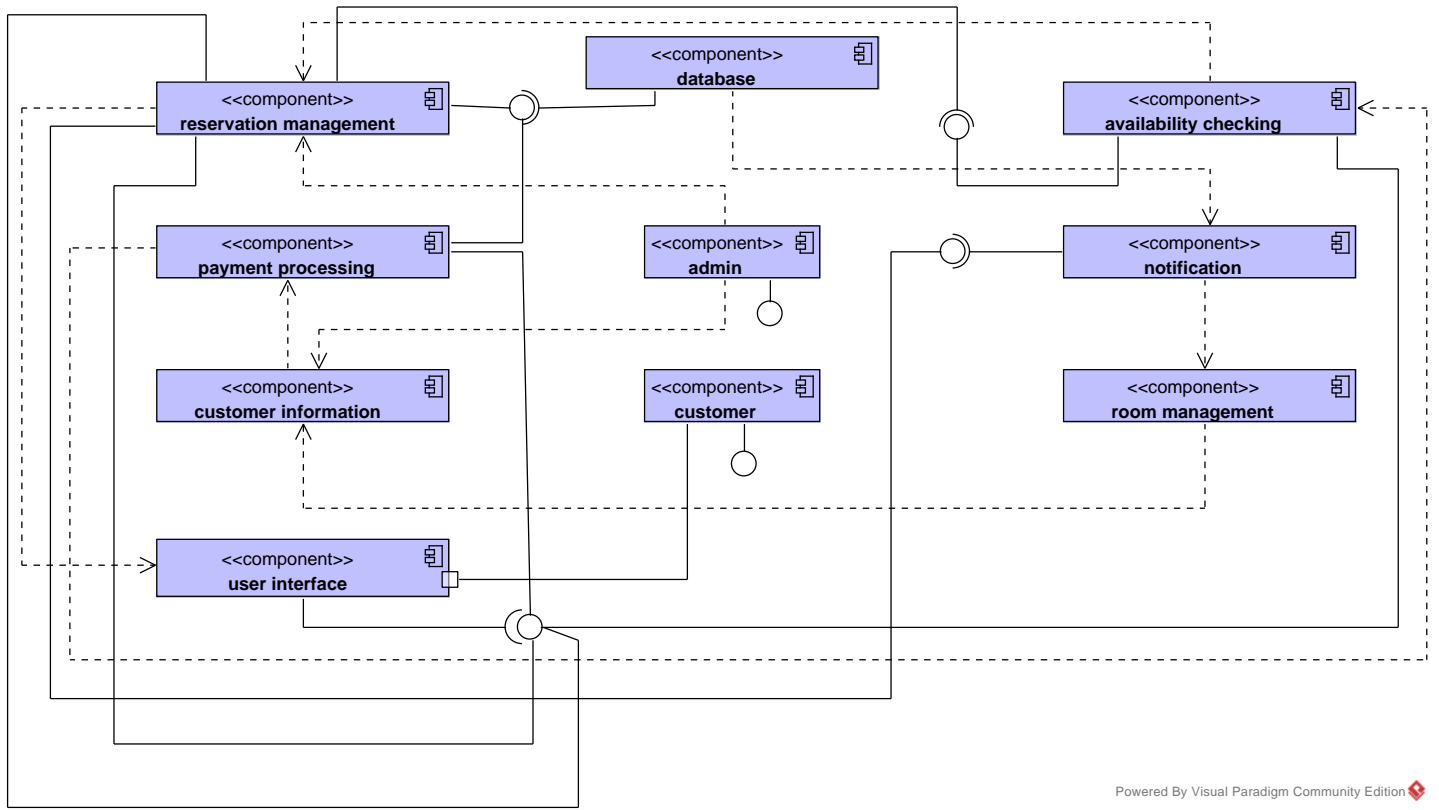 <<component>>
database
<<component>>
reservation management
<<component>>
availability checking
<<component>>
payment processing
<<component>>
admin
<<component>>
notification
<<component>>
customer information
<<component>>
customer
<<component>>
room management
<<component>>
user interface
Powered By Visual Paradigm Community Edition